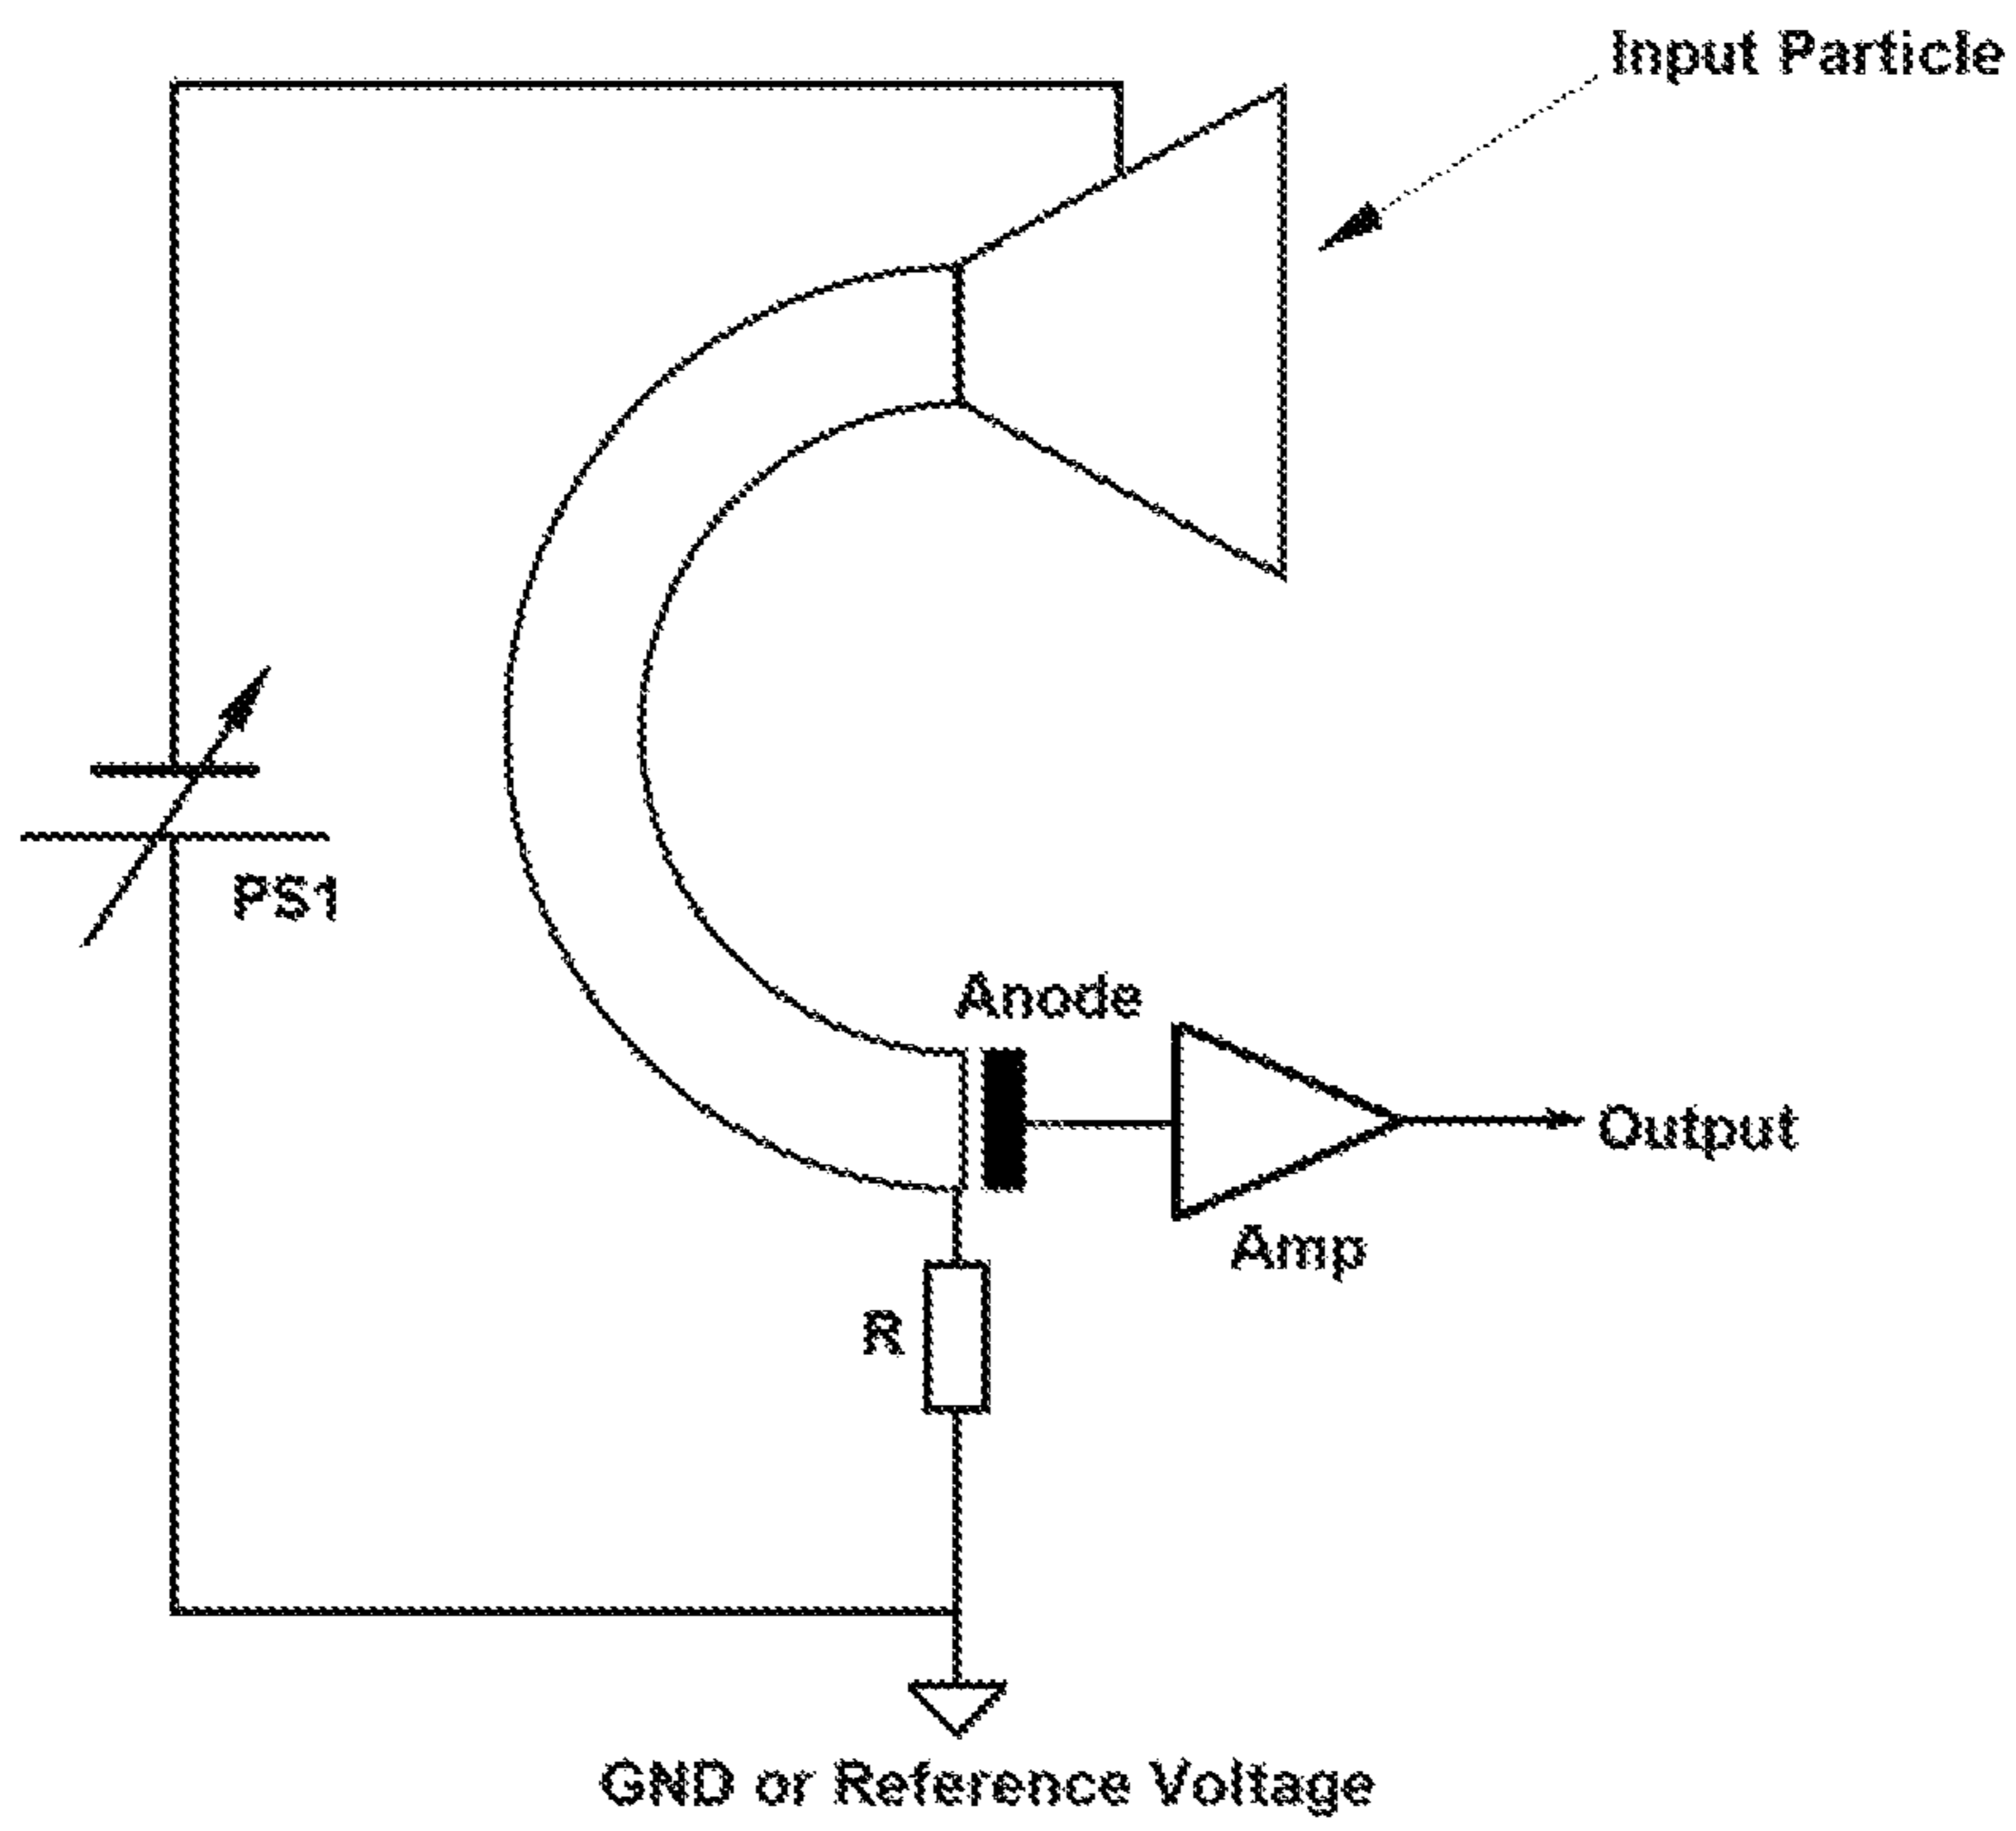 Input Particle
PS1
Anode
Output
Amp
R
GND or Reference Voltage